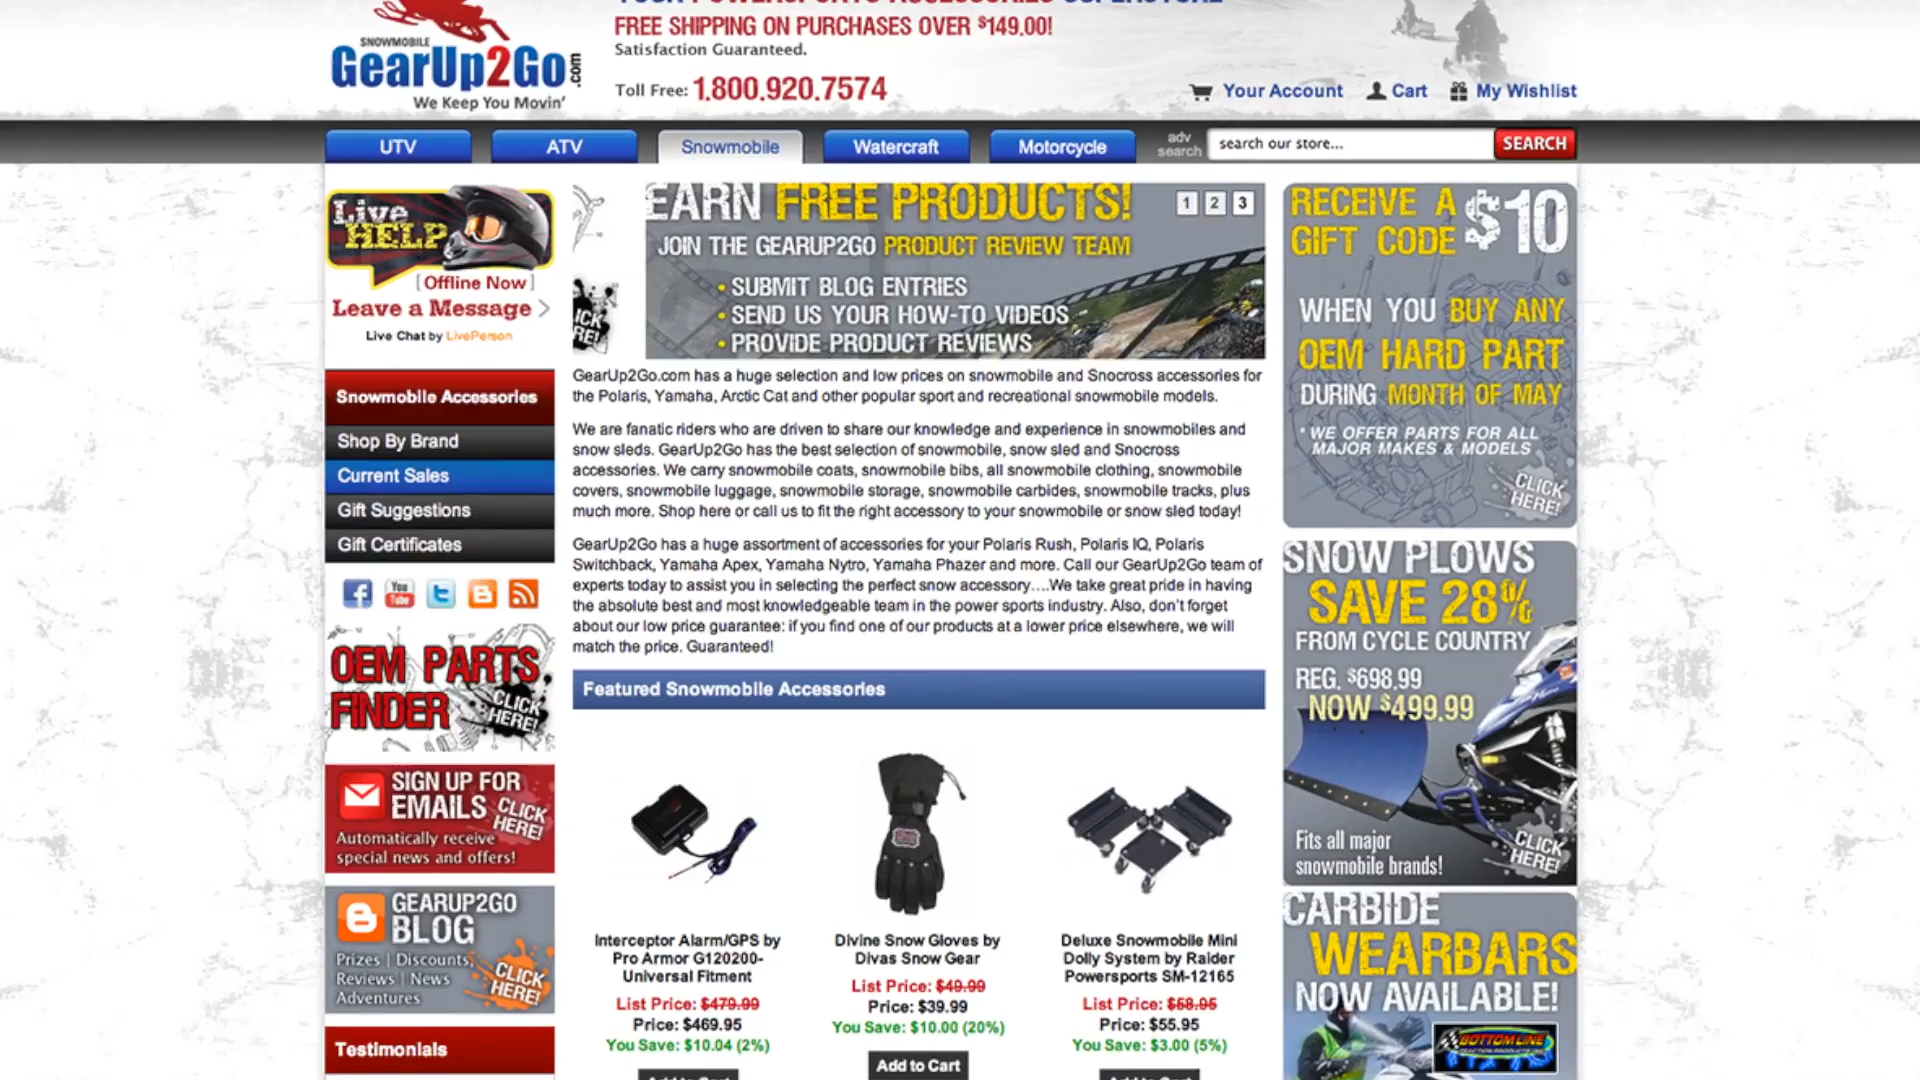 YOUR POWERSPORTS ACCESSORIES SUPERSTORE
FREE SHIPPING ON PURCHASES OVER $149.00!
Satisfaction Guaranteed.
Toll Free: 1.800.920.7574
SNOWMOBILE
GearUp2Go.com
We Keep You Movin'
Your Account
Cart
My Wishlist
UTV
ATV
Snowmobile
Watercraft
Motorcycle
adv search
search our store...
SEARCH
Live
HELP
[Offline Now]
Leave a Message >
Live Chat by LivePerson
Snowmobile Accessories
Shop By Brand
Current Sales
Gift Suggestions
Gift Certificates
You
Tube
OEM PARTS
FINDER
CLICK
HERE!
SIGN UP FOR
EMAILS
CLICK
HERE!
Automatically receive
special news and offers!
GEARUP2GO
BLOG
Prizes | Discounts
Reviews | News
Adventures
CLICK
HERE!
Testimonials
ICK
RE!
EARN FREE PRODUCTS!
1 2 3
JOIN THE GEARUP2GO PRODUCT REVIEW TEAM
• SUBMIT BLOG ENTRIES
• SEND US YOUR HOW-TO VIDEOS
• PROVIDE PRODUCT REVIEWS
GearUp2Go.com has a huge selection and low prices on snowmobile and Snocross accessories for
the Polaris, Yamaha, Arctic Cat and other popular sport and recreational snowmobile models.
We are fanatic riders who are driven to share our knowledge and experience in snowmobiles and
snow sleds. GearUp2Go has the best selection of snowmobile, snow sled and Snocross
accessories. We carry snowmobile coats, snowmobile bibs, all snowmobile clothing, snowmobile
covers, snowmobile luggage, snowmobile storage, snowmobile carbides, snowmobile tracks, plus
much more. Shop here or call us to fit the right accessory to your snowmobile or snow sled today!
GearUp2Go has a huge assortment of accessories for your Polaris Rush, Polaris IQ, Polaris
Switchback, Yamaha Apex, Yamaha Nytro, Yamaha Phazer and more. Call our GearUp2Go team of
experts today to assist you in selecting the perfect snow accessory....We take great pride in having
the absolute best and most knowledgeable team in the power sports industry. Also, don't forget
about our low price guarantee: if you find one of our products at a lower price elsewhere, we will
match the price. Guaranteed!
Featured Snowmobile Accessories
Interceptor Alarm/GPS by
Pro Armor G120200-
Universal Fitment
List Price: $479.99
Price: $469.95
You Save: $10.04 (2%)
Add to Cart
Divine Snow Gloves by
Divas Snow Gear
List Price: $49.99
Price: $39.99
You Save: $10.00 (20%)
Add to Cart
Deluxe Snowmobile Mini
Dolly System by Raider
Powersports SM-12165
List Price: $58.95
Price: $55.95
You Save: $3.00 (5%)
Add to Cart
RECEIVE A
GIFT CODE
$10
WHEN YOU BUY ANY
OEM HARD PART
DURING MONTH OF MAY
* WE OFFER PARTS FOR ALL
MAJOR MAKES & MODELS
CLICK
HERE!
SNOW PLOWS
SAVE 28%
FROM CYCLE COUNTRY
REG. $698.99
NOW $499.99
Fits all major
snowmobile brands!
CLICK
HERE!
CARBIDE
WEARBARS
NOW AVAILABLE!
BOTTOM LINE